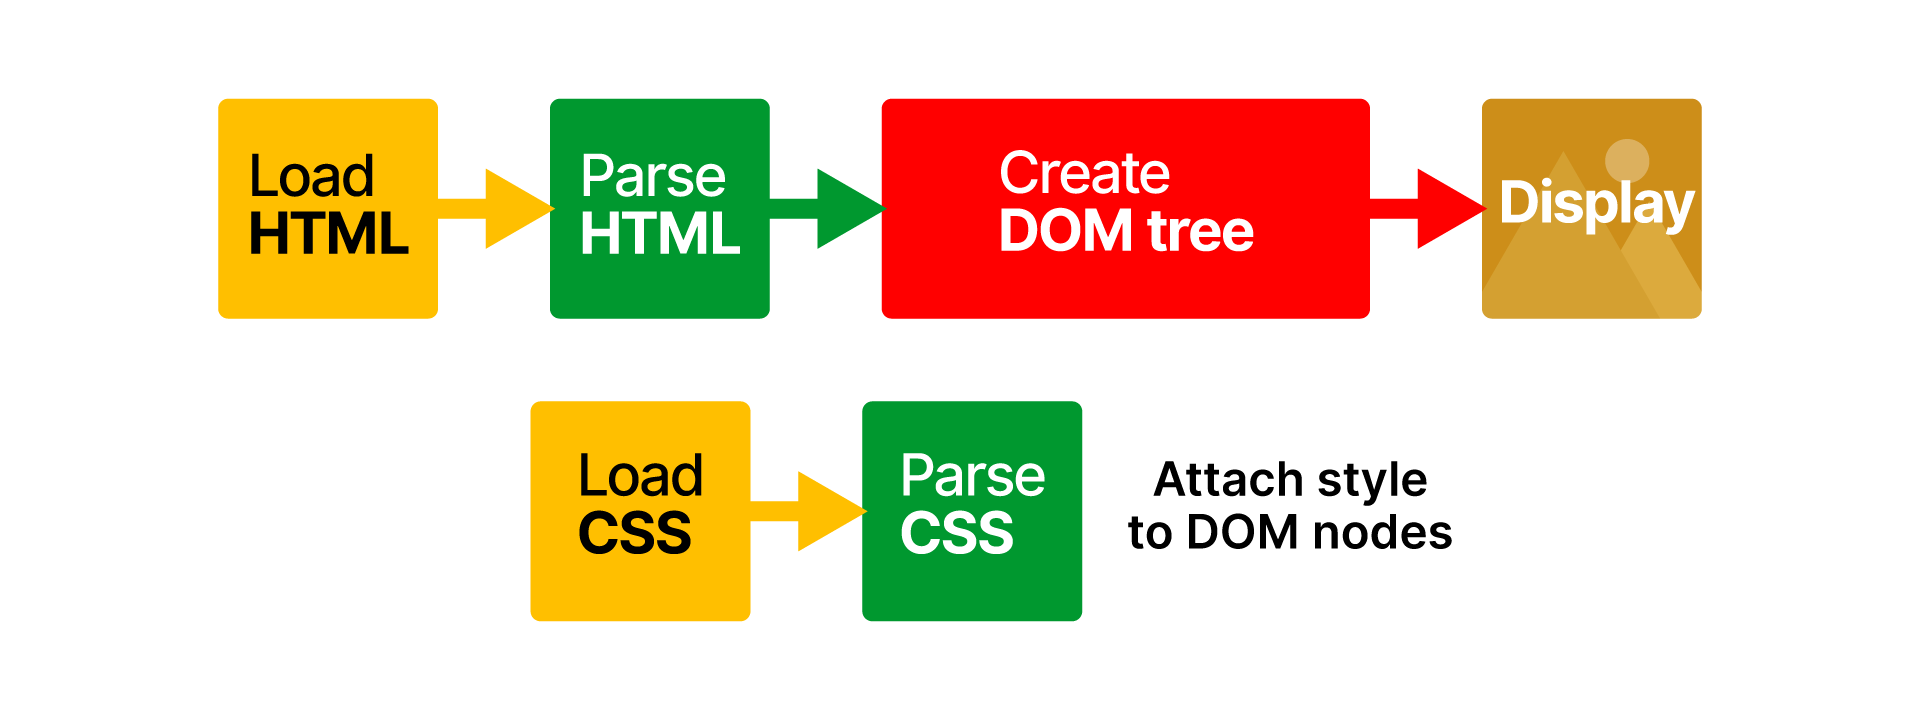 Load
HTML
Parse
HTML
Create
DOM tree
Display
Load
CSS
Parse
CSS
Attach style
to DOM nodes